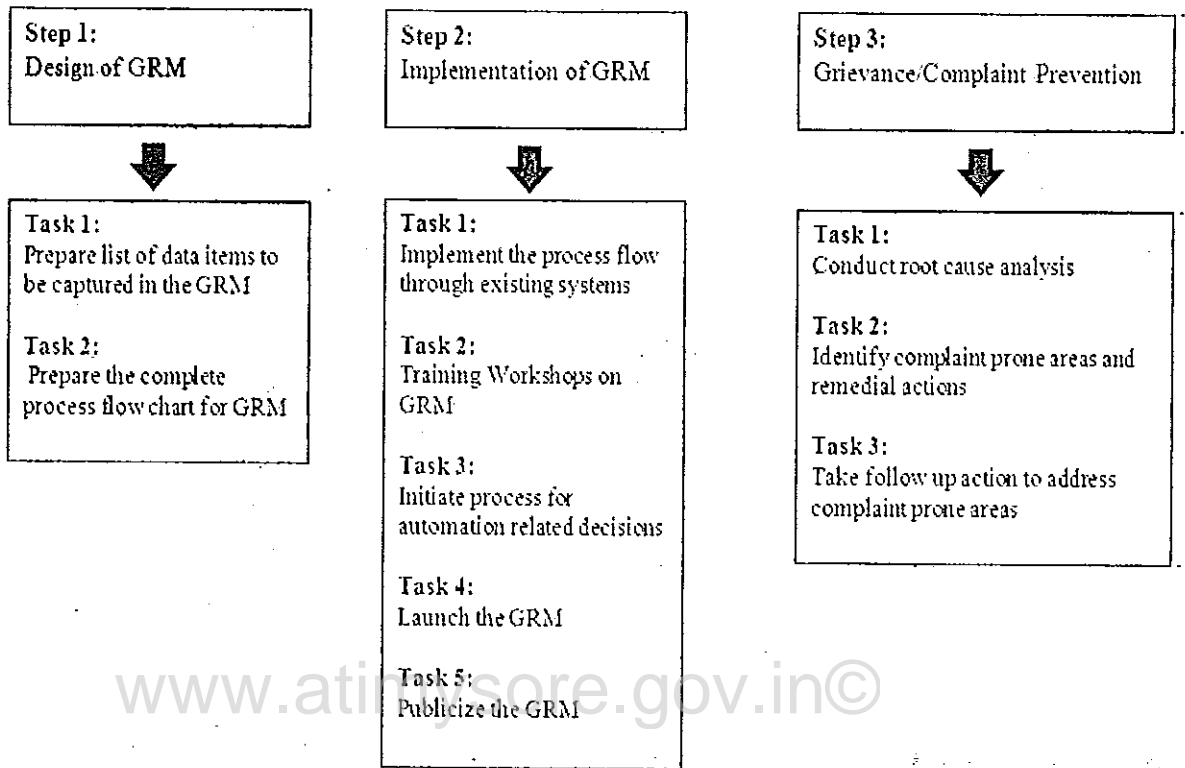 Step 1:
Design of GRM
Task 1:
Prepare list of data items to
be captured in the GRM
Task 2:
Prepare the complete
process flow chart for GRM
Step 2:
Implementation of GRM
Task 1:
Implement the process flow
through existing systems
Task 2:
Training Workshops on
GRM
Task 3:
Initiate process for
automation related decisions
Task 4:
Launch the GRM
Task 5:
Publicize the GRM
Step 3:
Grievance/Complaint Prevention
Task 1:
Conduct root cause analysis
Task 2:
Identify complaint prone areas and
remedial actions
Task 3:
Take follow up action to address
complaint prone areas
www.atimysore.gov.in©